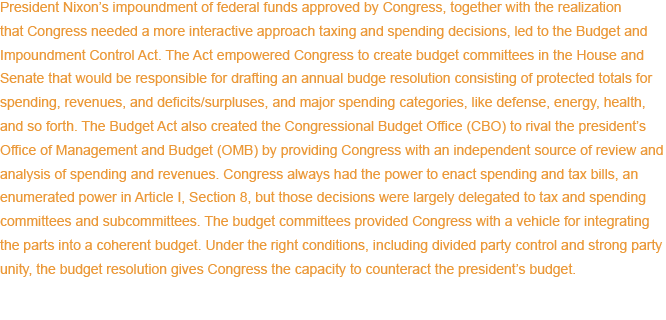 President Nixon's impoundment of federal funds approved by Congress, together with the realization
that Congress needed a more interactive approach taxing and spending decisions, led to the Budget and
Impoundment Control Act. The Act empowered Congress to create budget committees in the House and
Senate that would be responsible for drafting an annual budge resolution consisting of protected totals for
spending, revenues, and deficits/surpluses, and major spending categories, like defense, energy, health,
and so forth. The Budget Act also created the Congressional Budget Office (CBO) to rival the president's
Office of Management and Budget (OMB) by providing Congress with an independent source of review and
analysis of spending and revenues. Congress always had the power to enact spending and tax bills, an
enumerated power in Article I, Section 8, but those decisions were largely delegated to tax and spending
committees and subcommittees. The budget committees provided Congress with a vehicle for integrating
the parts into a coherent budget. Under the right conditions, including divided party control and strong party
unity, the budget resolution gives Congress the capacity to counteract the president's budget.